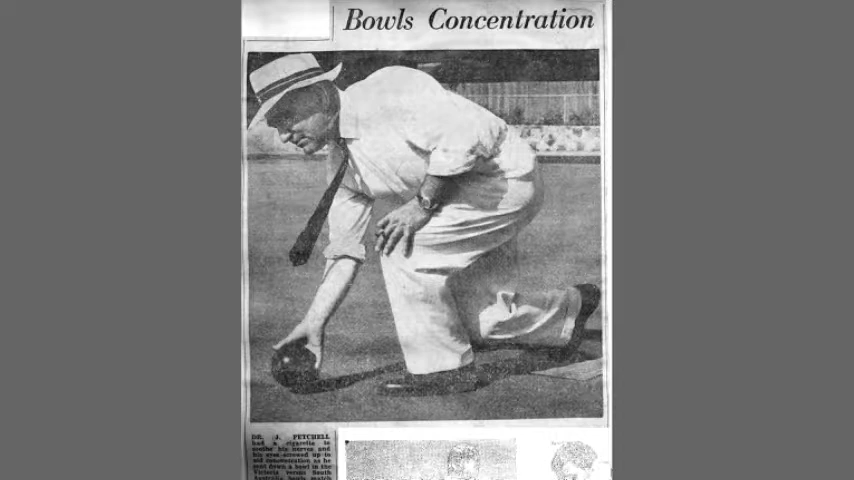 Bowls Concentration
DR. J. PETCHELL
had a cigarette to
soothe his nerves and
his eyes screwed up to
aid concentration as he
sent down a bowl in the
Victoria versus South
Australia bowls match